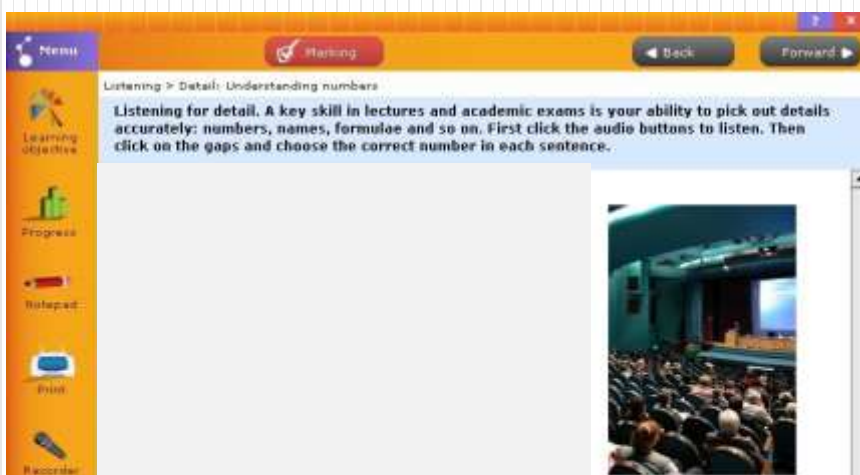 ? x
Menu
Marking
Back
Forward
Listening > Detail: Understanding numbers
Listening for detail. A key skill in lectures and academic exams is your ability to pick out details
accurately: numbers, names, formulae and so on. First click the audio buttons to listen. Then
click on the gaps and choose the correct number in each sentence.
Learning
objective
Progress
Notepad
Print
Recorder